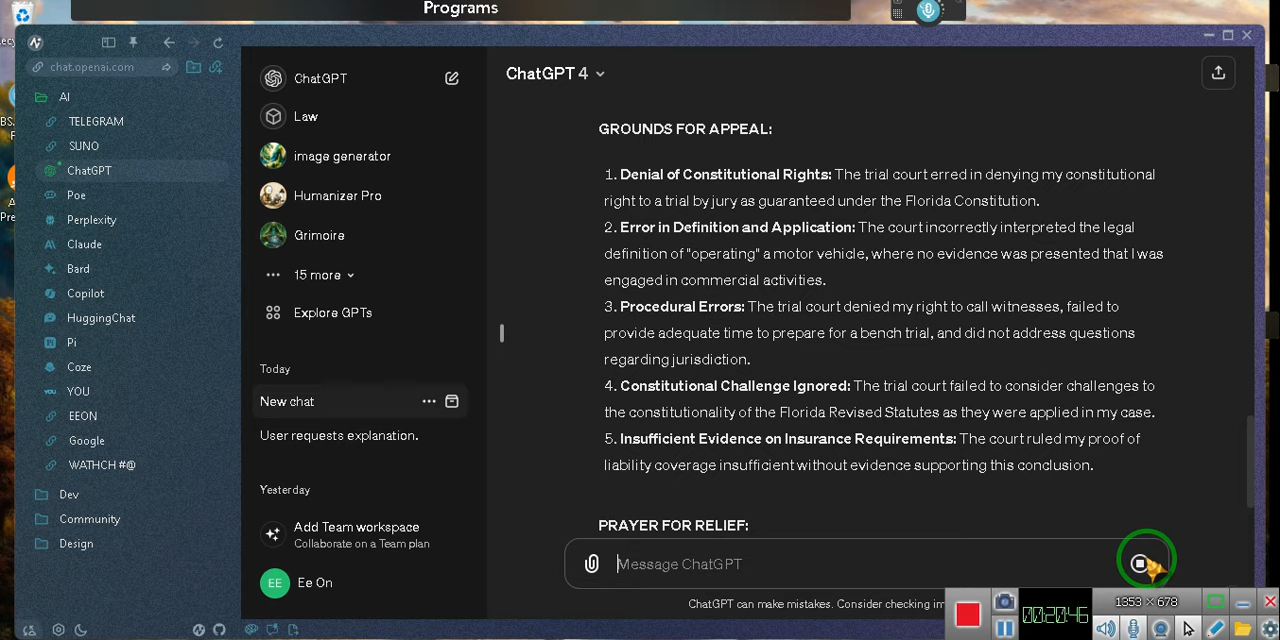 Programs
chat.openai.com
AI
TELEGRAM
SUNO
ChatGPT
Poe
Perplexity
Claude
Bard
Copilot
HuggingChat
Pi
Coze
YOU
EEON
Google
WATHCH #@
Dev
Community
Design
ChatGPT
Law
image generator
Humanizer Pro
Grimoire
15 more
Explore GPTs
Today
New chat
User requests explanation.
Yesterday
Add Team workspace
Collaborate on a Team plan
EE Ee On
ChatGPT 4
GROUNDS FOR APPEAL:
1. Denial of Constitutional Rights: The trial court erred in denying my constitutional
right to a trial by jury as guaranteed under the Florida Constitution.
2. Error in Definition and Application: The court incorrectly interpreted the legal
definition of "operating" a motor vehicle, where no evidence was presented that I was
engaged in commercial activities.
3. Procedural Errors: The trial court denied my right to call witnesses, failed to
provide adequate time to prepare for a bench trial, and did not address questions
regarding jurisdiction.
4. Constitutional Challenge Ignored: The trial court failed to consider challenges to
the constitutionality of the Florida Revised Statutes as they were applied in my case.
5. Insufficient Evidence on Insurance Requirements: The court ruled my proof of
liability coverage insufficient without evidence supporting this conclusion.
PRAYER FOR RELIEF:
Message ChatGPT
ChatGPT can make mistakes. Consider checking
00:20:46
1353 × 678